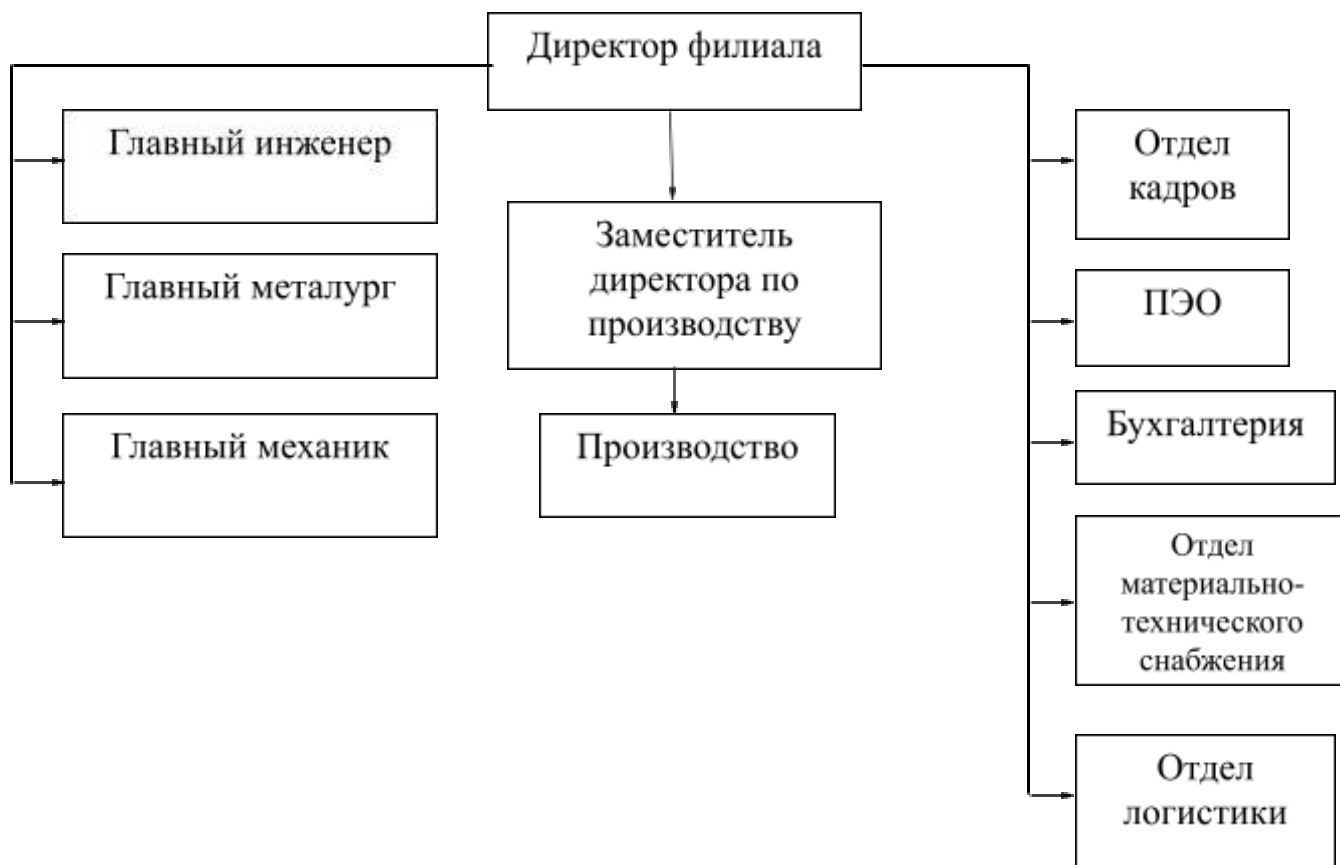 Директор филиала
Главный инженер
Главный металург
Главный механик
Заместитель
директора по
производству
Производство
Отдел
кадров
ПЭО
Бухгалтерия
Отдел
материально-
технического
снабжения
Отдел
логистики